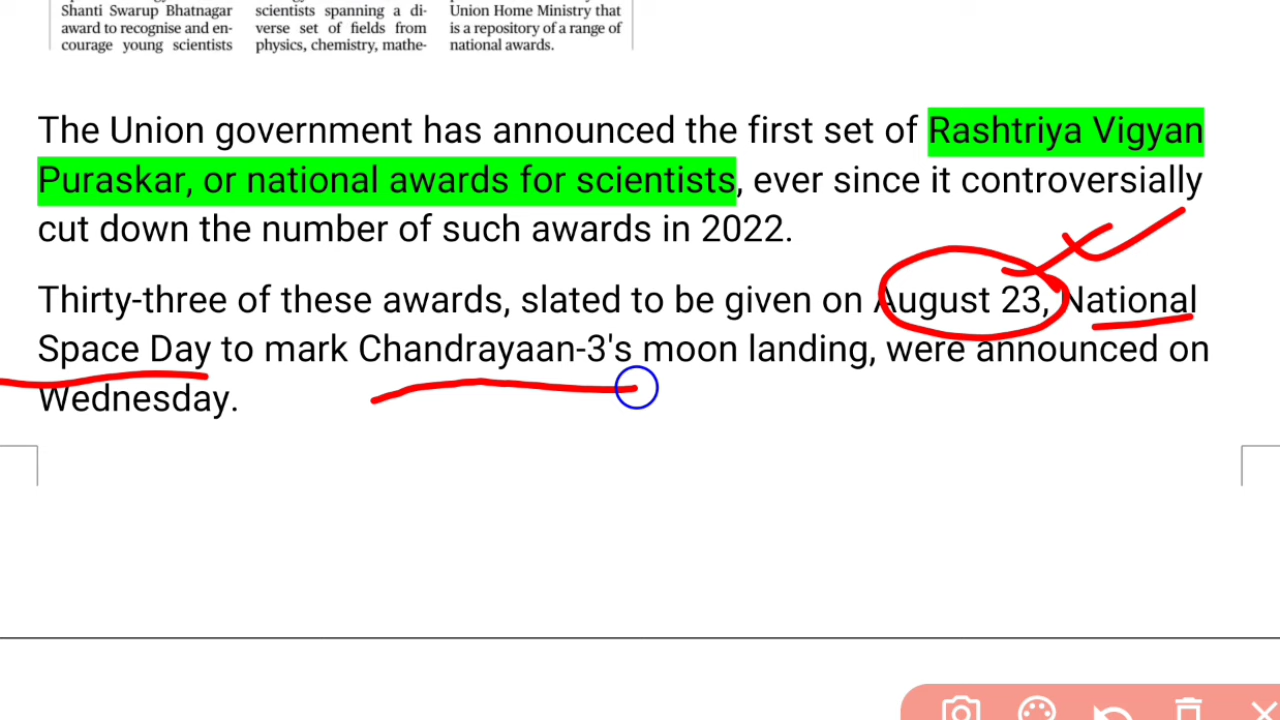 Shanti Swarup Bhatnagar
award to recognise and en-
courage young scientists
scientists spanning a di-
verse set of fields from
physics, chemistry, mathe-
Union Home Ministry that
is a repository of a range of
national awards.
The Union government has announced the first set of Rashtriya Vigyan
Puraskar, or national awards for scientists, ever since it controversially
cut down the number of such awards in 2022.
Thirty-three of these awards, slated to be given on August 23, National
Space Day to mark Chandrayaan-3's moon landing, were announced on
Wednesday.